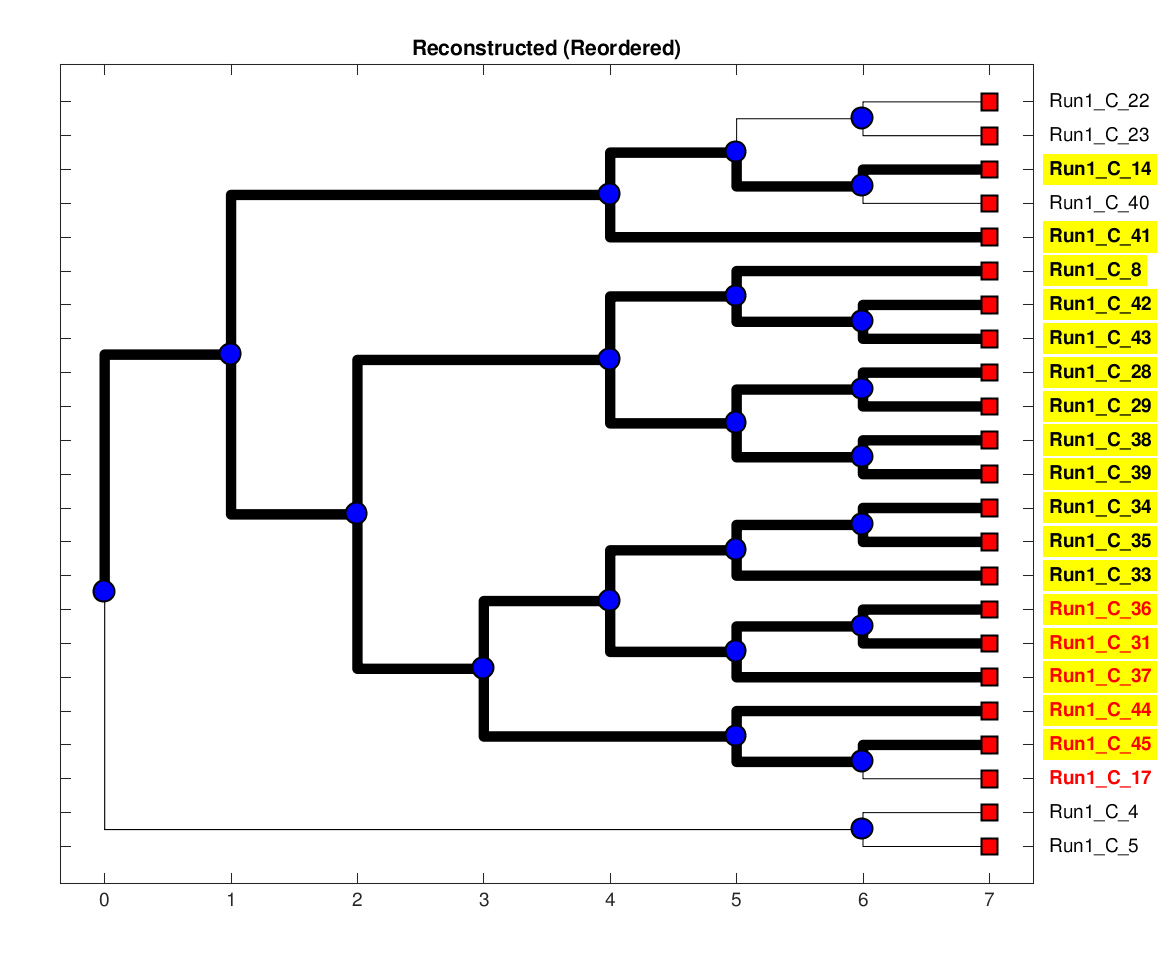 Reconstructed (Reordered)
Run1_C_22
Run1_C_23
Run1_C_14
Run1_C_40
Run1_C_41
Run1_C_8
Run1_C_42
Run1_C_43
Run1_C_28
Run1_C_29
Run1_C_38
Run1_C_39
Run1_C_34
Run1_C_35
Run1_C_33
Run1_C_36
Run1_C_31
Run1_C_37
Run1_C_44
Run1_C_45
Run1_C_17
Run1_C_4
Run1_C_5
0 1 2 3 4 5 6 7